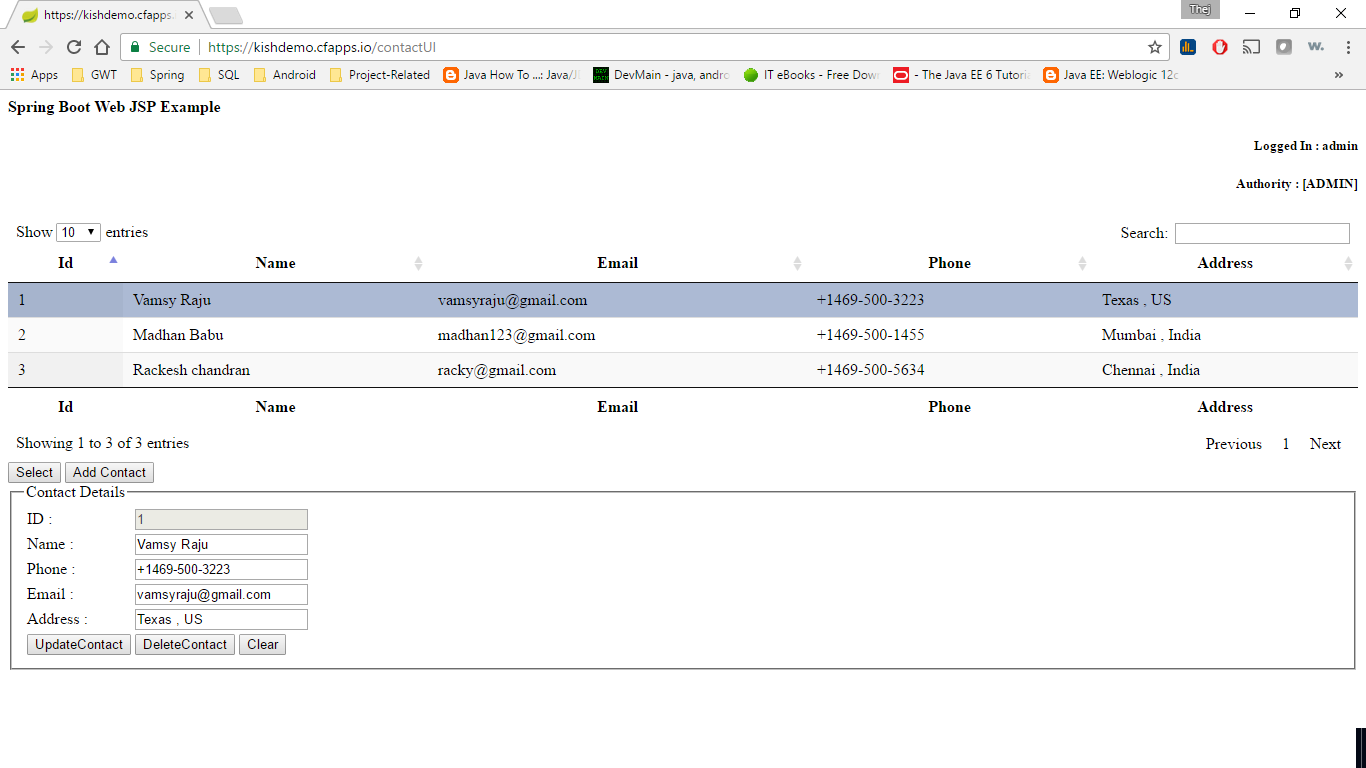 https://kishdemo.cfapps.
Thej
Secure https://kishdemo.cfapps.io/contactUI
Apps GWT Spring SQL Android Project-Related Java How To ...: Java/J DevMain - java, andro IT eBooks - Free Down - The Java EE 6 Tutoria Java EE: Weblogic 12c »
Spring Boot Web JSP Example
Logged In : admin
Authority : [ADMIN]
Show 10 entries Search:
Id Name Email Phone Address
1 Vamsy Raju vamsyraju@gmail.com +1469-500-3223 Texas , US
2 Madhan Babu madhan123@gmail.com +1469-500-1455 Mumbai , India
3 Rackesh chandran racky@gmail.com +1469-500-5634 Chennai , India
Id Name Email Phone Address
Showing 1 to 3 of 3 entries Previous 1 Next
Select Add Contact
Contact Details
ID : 1
Name : Vamsy Raju
Phone : +1469-500-3223
Email : vamsyraju@gmail.com
Address : Texas , US
UpdateContact DeleteContact Clear